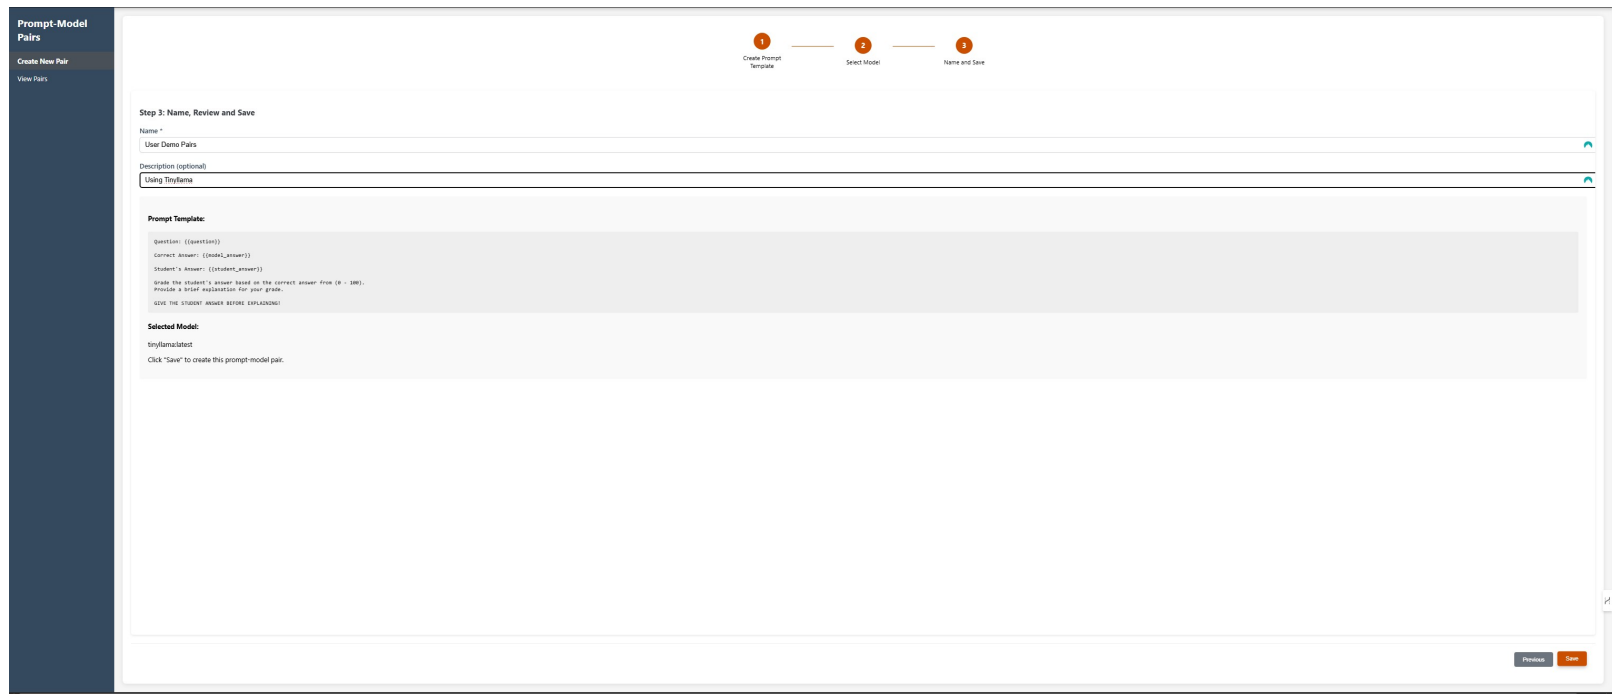 Prompt-Model
Pairs
Create New Pair
View Pairs
1
Create Prompt
Template
2
Select Model
3
Name and Save
Step 3: Name, Review and Save
Name *
User Demo Pairs
Description (optional)
Using Tinyllama
Prompt Template:
Question: {{question}}
Correct Answer: {{model_answer}}
Student's Answer: {{student_answer}}
Grade the student's answer based on the correct answer from (0 - 100).
Provide a brief explanation for your grade.
GIVE THE STUDENT ANSWER BEFORE EXPLAINING!
Selected Model:
tinyllama:latest
Click "Save" to create this prompt-model pair.
Previous
Save